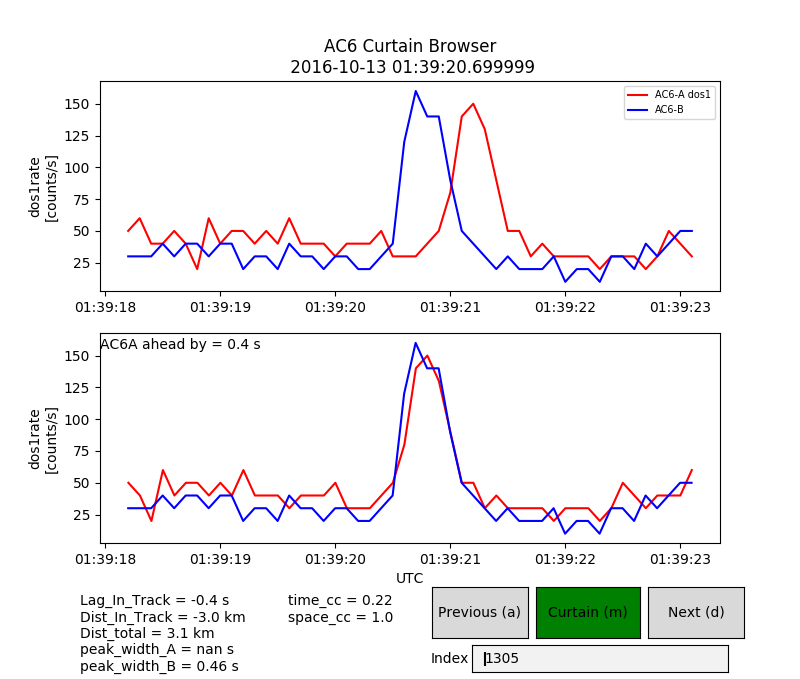 AC6 Curtain Browser
2016-10-13 01:39:20.699999
AC6-A dos1
AC6-B
150
125
100
75
50
25
dos1rate
[counts/s]
01:39:18 01:39:19 01:39:20 01:39:21 01:39:22 01:39:23
AC6A ahead by = 0.4 s
150
125
100
75
50
25
dos1rate
[counts/s]
01:39:18 01:39:19 01:39:20 01:39:21 01:39:22 01:39:23
UTC
Lag_In_Track = -0.4 s
Dist_In_Track = -3.0 km
Dist_total = 3.1 km
peak_width_A = nan s
peak_width_B = 0.46 s
time_cc = 0.22
space_cc = 1.0
Previous (a) Curtain (m) Next (d)
Index 1305